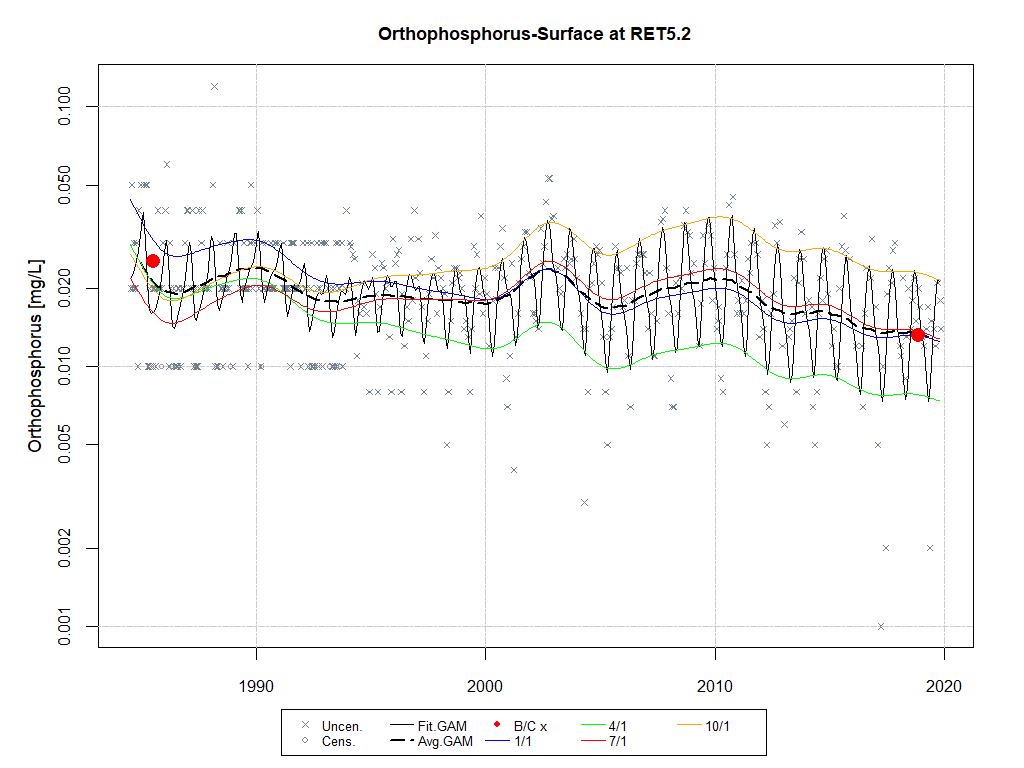 Orthophosphorus-Surface at RET5.2
Orthophosphorus [mg/L]
0.100
0.050
0.020
0.010
0.005
0.002
0.001
1990 2000 2010 2020
Uncen. Fit.GAM B/C x 4/1 10/1
Cens. Avg.GAM 1/1 7/1